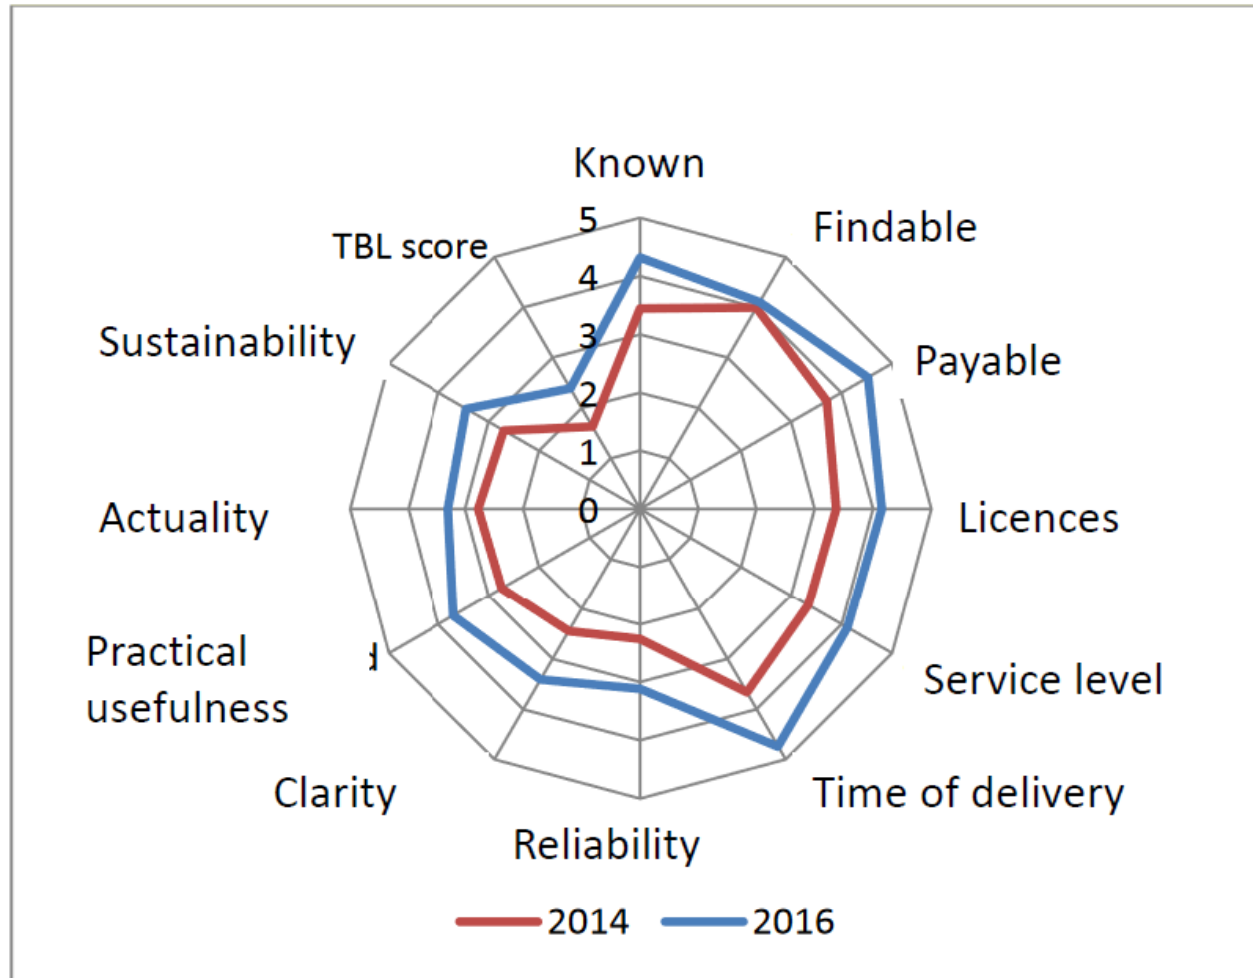 Known
Findable
TBL score
5
4
3
2
1
0
Sustainability
Payable
Actuality
Licences
Practical
usefulness
d
Service level
Clarity
Time of delivery
Reliability
2014
2016